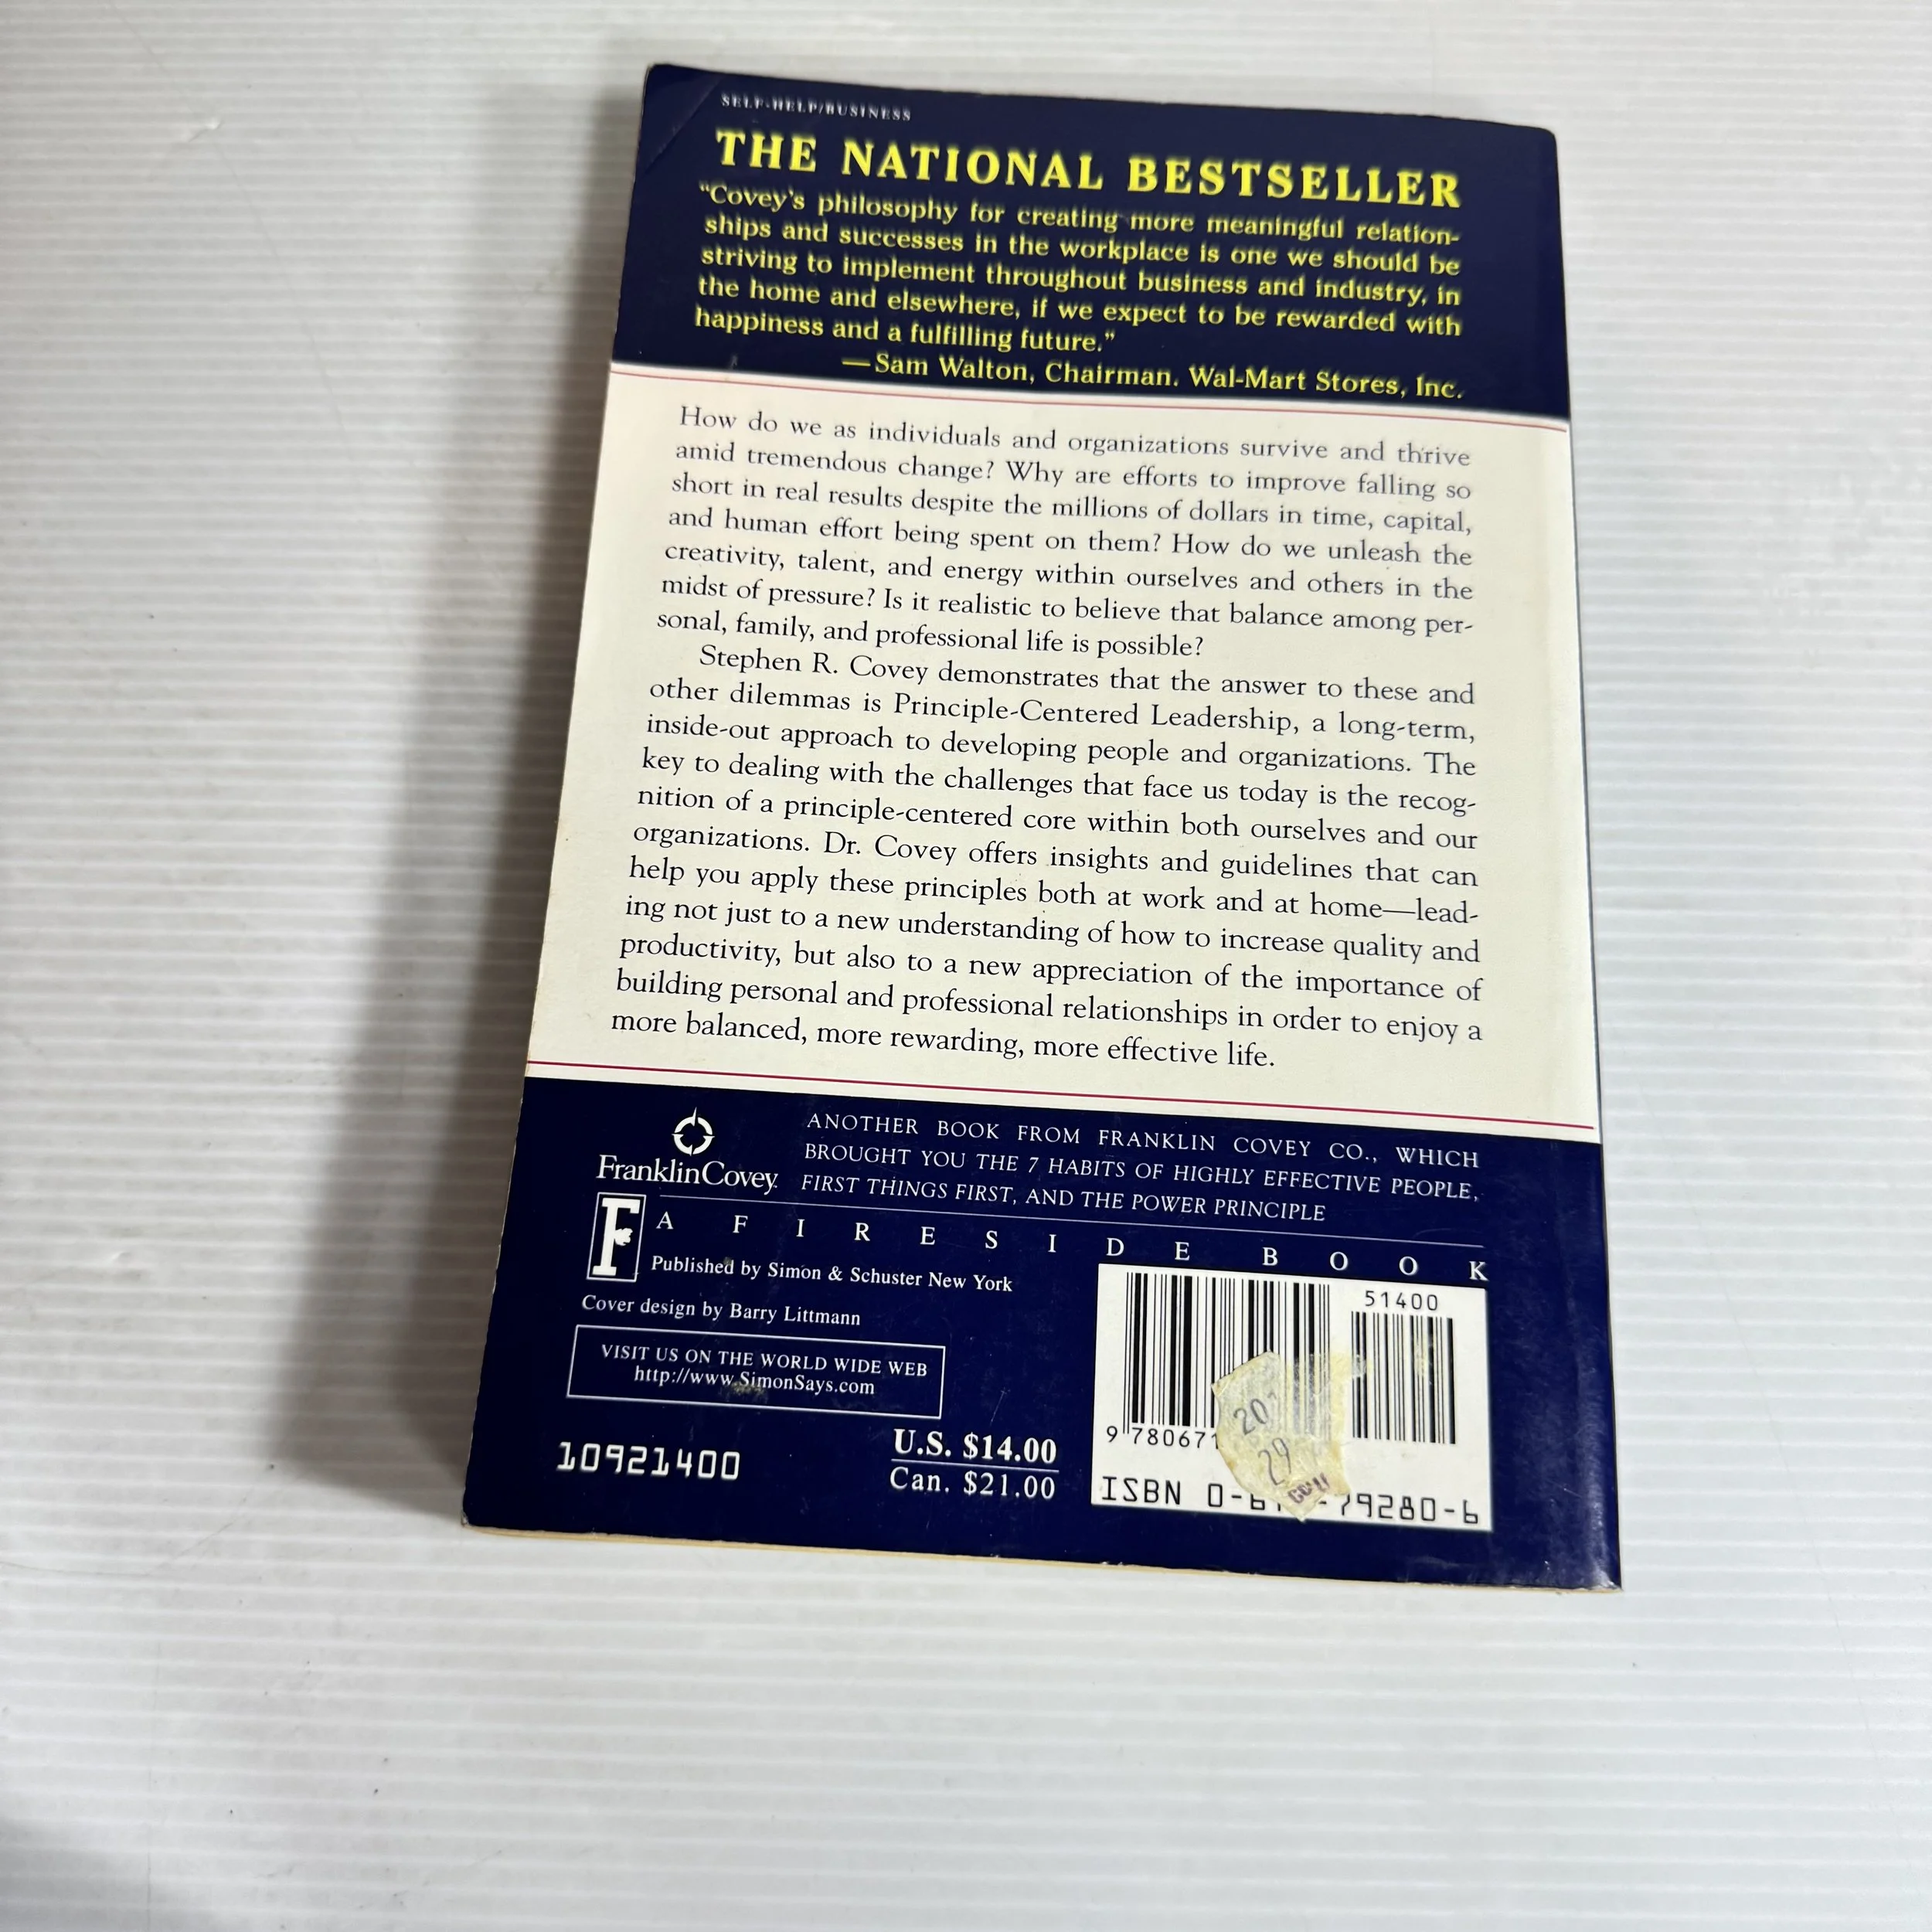 SELF-HELP/BUSINESS
THE NATIONAL BESTSELLER
“Covey's philosophy for creating more meaningful relation-
ships and successes in the workplace is one we should be
striving to implement throughout business and industry, in
the home and elsewhere, if we expect to be rewarded with
happiness and a fulfilling future.”
—Sam Walton, Chairman. Wal-Mart Stores, Inc.
How do we as individuals and organizations survive and thrive
amid tremendous change? Why are efforts to improve falling so
short in real results despite the millions of dollars in time, capital,
and human effort being spent on them? How do we unleash the
creativity, talent, and energy within ourselves and others in the
midst of pressure? Is it realistic to believe that balance among per-
sonal, family, and professional life is possible?
Stephen R. Covey demonstrates that the answer to these and
other dilemmas is Principle-Centered Leadership, a long-term,
inside-out approach to developing people and organizations. The
key to dealing with the challenges that face us today is the recog-
nition of a principle-centered core within both ourselves and our
organizations. Dr. Covey offers insights and guidelines that can
help you apply these principles both at work and at home—lead-
ing not just to a new understanding of how to increase quality and
productivity, but also to a new appreciation of the importance of
building personal and professional relationships in order to enjoy a
more balanced, more rewarding, more effective life.
FranklinCovey
ANOTHER BOOK FROM FRANKLIN COVEY CO., WHICH
BROUGHT YOU THE 7 HABITS OF HIGHLY EFFECTIVE PEOPLE,
FIRST THINGS FIRST, AND THE POWER PRINCIPLE
F
A FIRESIDE BOOK
Published by Simon & Schuster New York
Cover design by Barry Littmann
VISIT US ON THE WORLD WIDE WEB
http://www.SimonSays.com
10921400
U.S. $14.00
Can. $21.00
51400
9 780671
20
29
ISBN 0-6 -79280-6